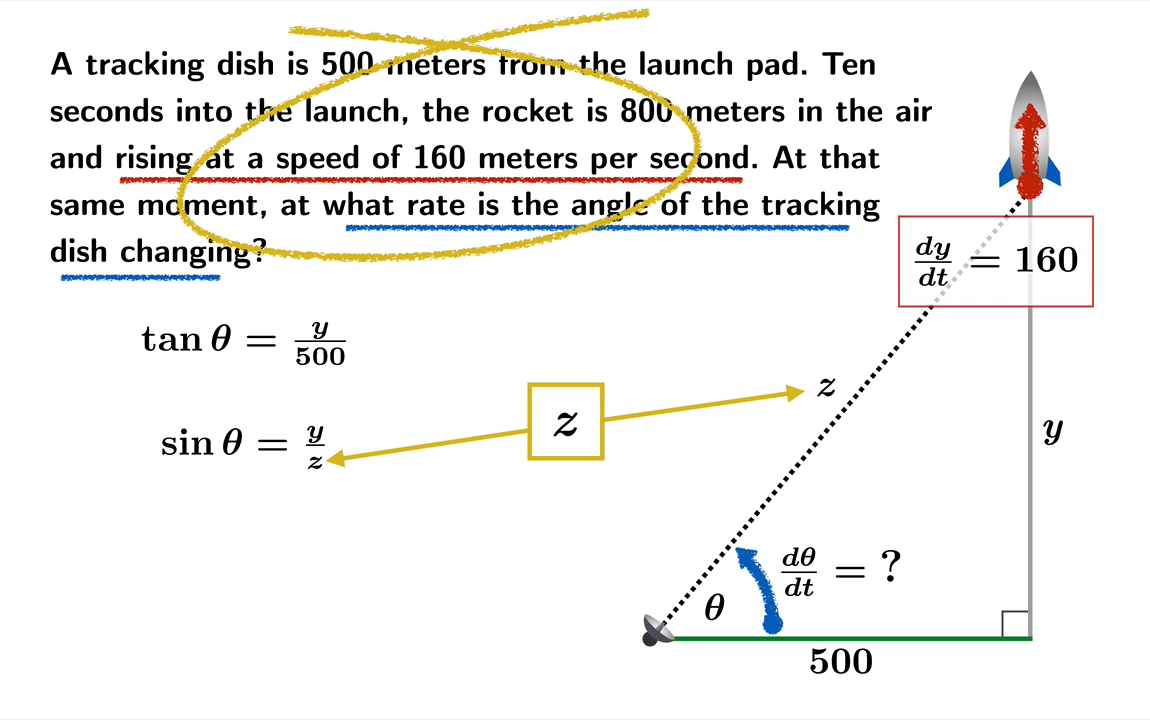 A tracking dish is 500 meters from the launch pad. Ten
seconds into the launch, the rocket is 800 meters in the air
and rising at a speed of 160 meters per second. At that
same moment, at what rate is the angle of the tracking
dish changing?
dy/dt = 160
tan θ = y/500
z
z
sin θ = y/z
y
dθ/dt = ?
θ
500